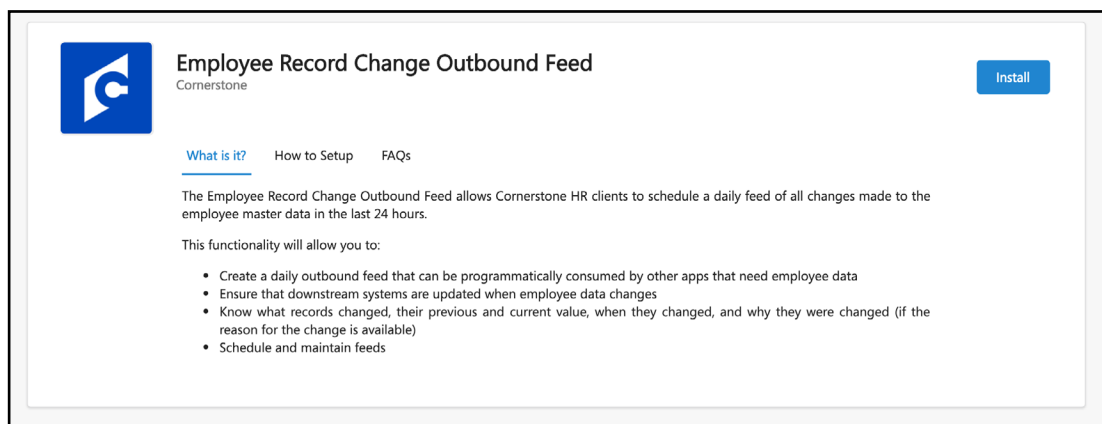 Employee Record Change Outbound Feed
Cornerstone
Install
What is it? How to Setup FAQs
The Employee Record Change Outbound Feed allows Cornerstone HR clients to schedule a daily feed of all changes made to the
employee master data in the last 24 hours.
This functionality will allow you to:
• Create a daily outbound feed that can be programmatically consumed by other apps that need employee data
• Ensure that downstream systems are updated when employee data changes
• Know what records changed, their previous and current value, when they changed, and why they were changed (if the
reason for the change is available)
• Schedule and maintain feeds